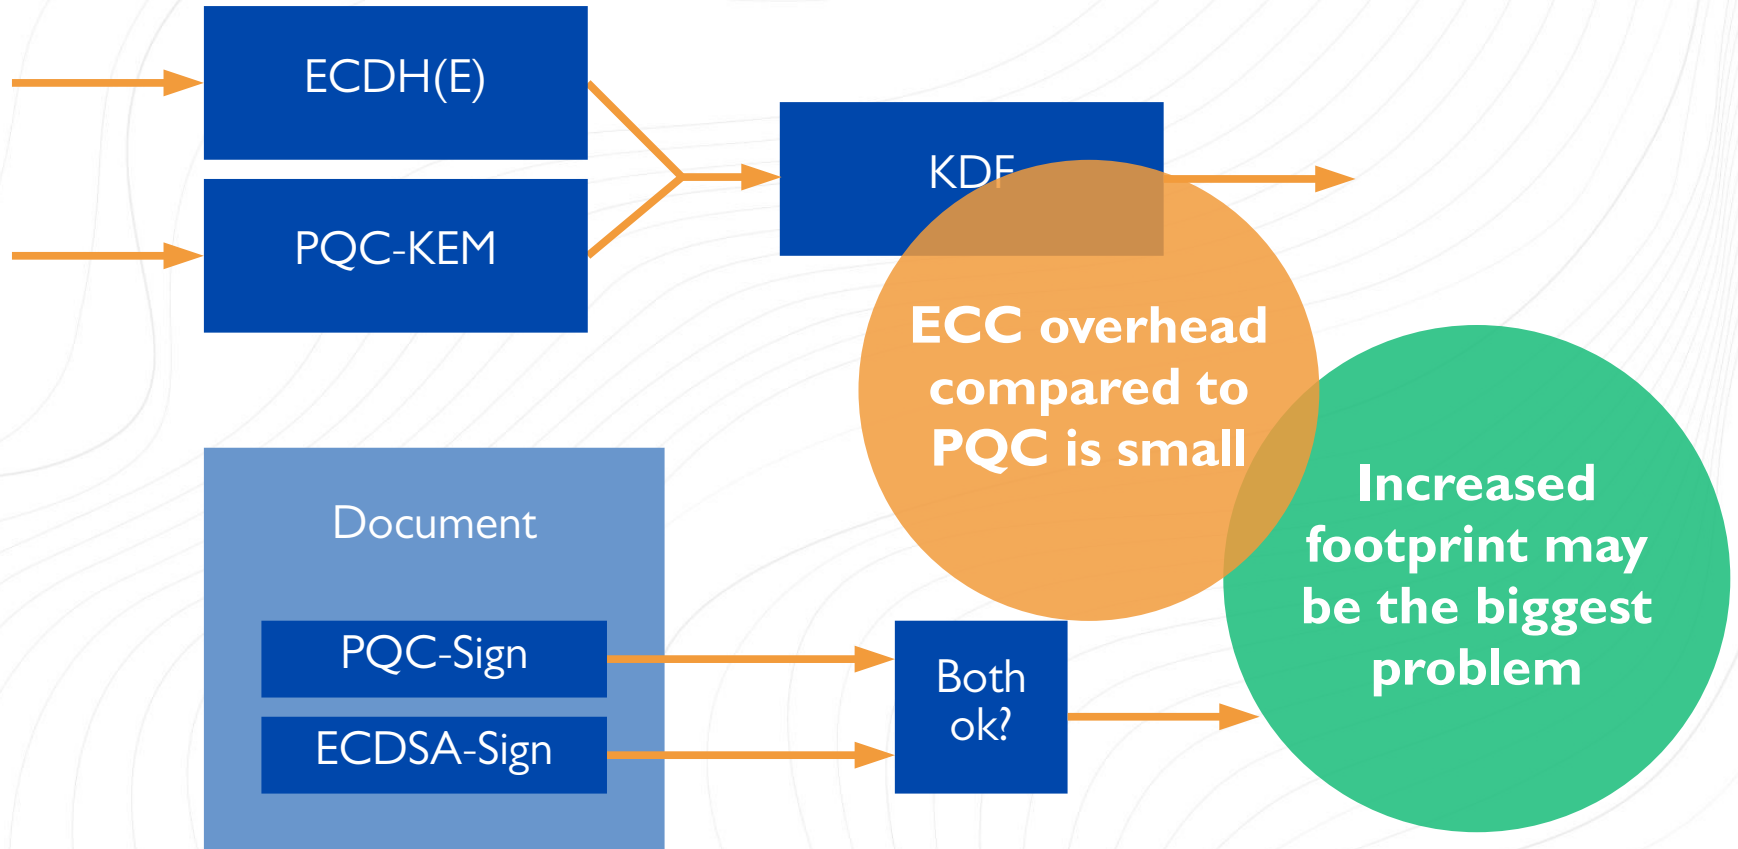 ECDH(E)
PQC-KEM
KDF
ECC overhead
compared to
PQC is small
Increased
footprint may
be the biggest
problem
Document
PQC-Sign
ECDSA-Sign
Both
ok?